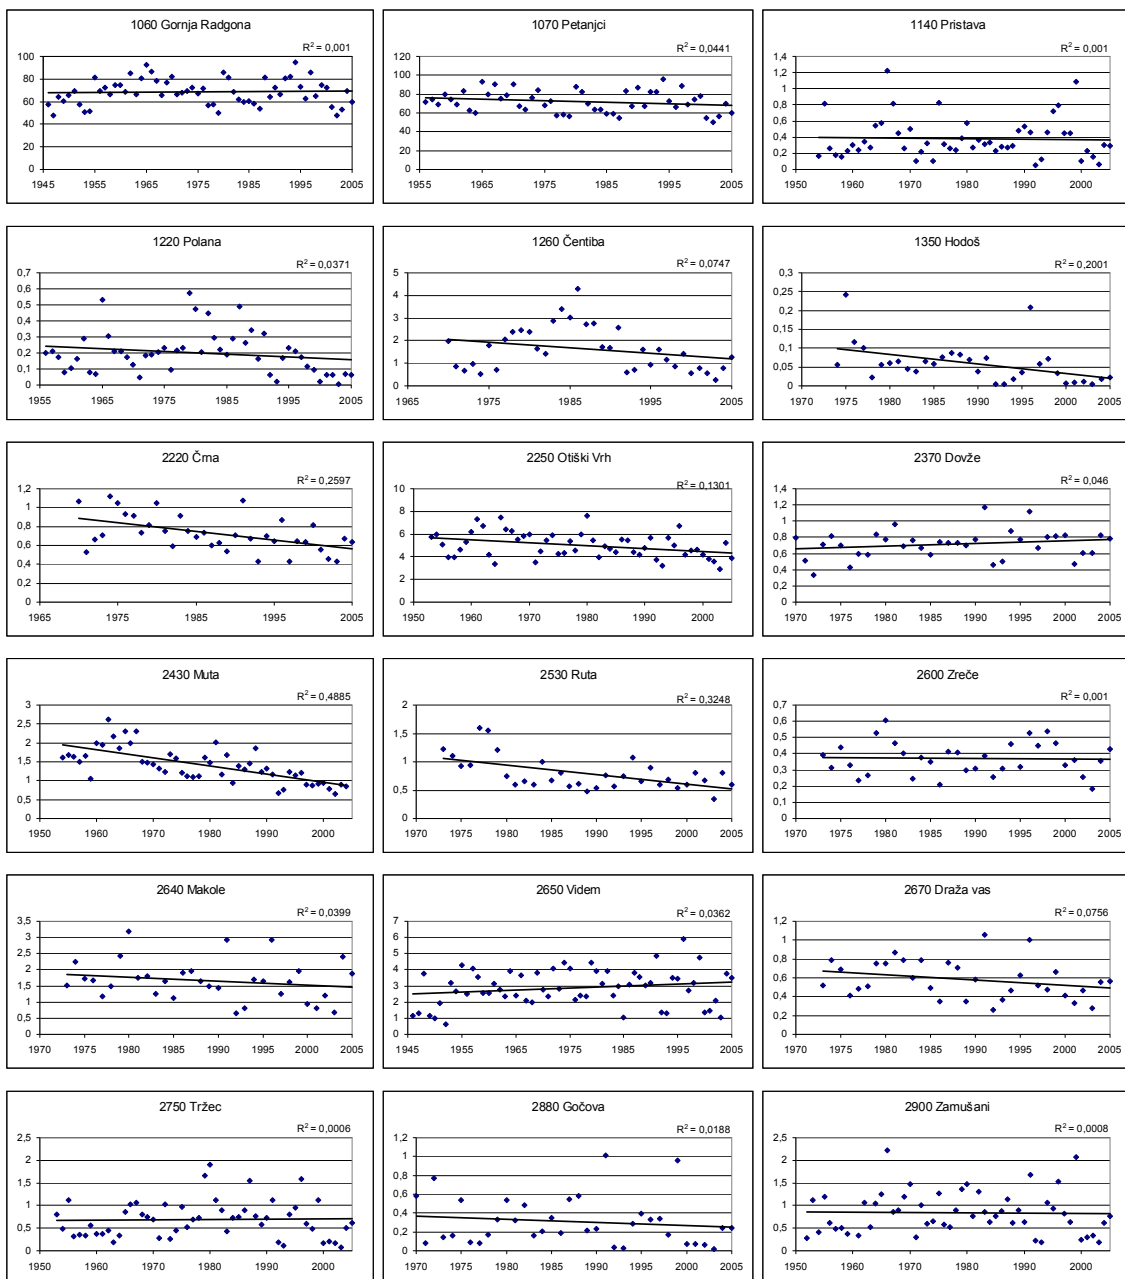 1060 Gornja Radgona
R² = 0,001
100
80
60
40
20
0
1945 1955 1965 1975 1985 1995 2005
1070 Petanjci
R² = 0,0441
120
100
80
60
40
20
0
1955 1965 1975 1985 1995 2005
1140 Pristava
R² = 0,001
1,4
1,2
1
0,8
0,6
0,4
0,2
0
1950 1960 1970 1980 1990 2000
1220 Polana
R² = 0,0371
0,7
0,6
0,5
0,4
0,3
0,2
0,1
0
1955 1965 1975 1985 1995 2005
1260 Čentiba
R² = 0,0747
5
4
3
2
1
0
1965 1975 1985 1995 2005
1350 Hodoš
R² = 0,2001
0,3
0,25
0,2
0,15
0,1
0,05
0
1970 1975 1980 1985 1990 1995 2000 2005
2220 Črna
R² = 0,2597
1,2
1
0,8
0,6
0,4
0,2
0
1965 1975 1985 1995 2005
2250 Otiški Vrh
R² = 0,1301
10
8
6
4
2
0
1950 1960 1970 1980 1990 2000
2370 Dovže
R² = 0,046
1,4
1,2
1
0,8
0,6
0,4
0,2
0
1970 1975 1980 1985 1990 1995 2000 2005
2430 Muta
R² = 0,4885
3
2,5
2
1,5
1
0,5
0
1950 1960 1970 1980 1990 2000
2530 Ruta
R² = 0,3248
2
1,5
1
0,5
0
1970 1975 1980 1985 1990 1995 2000 2005
2600 Zreče
R² = 0,001
0,7
0,6
0,5
0,4
0,3
0,2
0,1
0
1970 1975 1980 1985 1990 1995 2000 2005
2640 Makole
R² = 0,0399
3,5
3
2,5
2
1,5
1
0,5
0
1970 1980 1990 2000
2650 Videm
R² = 0,0362
7
6
5
4
3
2
1
0
1945 1955 1965 1975 1985 1995 2005
2670 Draža vas
R² = 0,0756
1,2
1
0,8
0,6
0,4
0,2
0
1970 1975 1980 1985 1990 1995 2000 2005
2750 Tržec
R² = 0,0006
2,5
2
1,5
1
0,5
0
1950 1960 1970 1980 1990 2000
2880 Gočova
R² = 0,0188
1,2
1
0,8
0,6
0,4
0,2
0
1970 1975 1980 1985 1990 1995 2000 2005
2900 Zamušani
R² = 0,0008
2,5
2
1,5
1
0,5
0
1950 1960 1970 1980 1990 2000